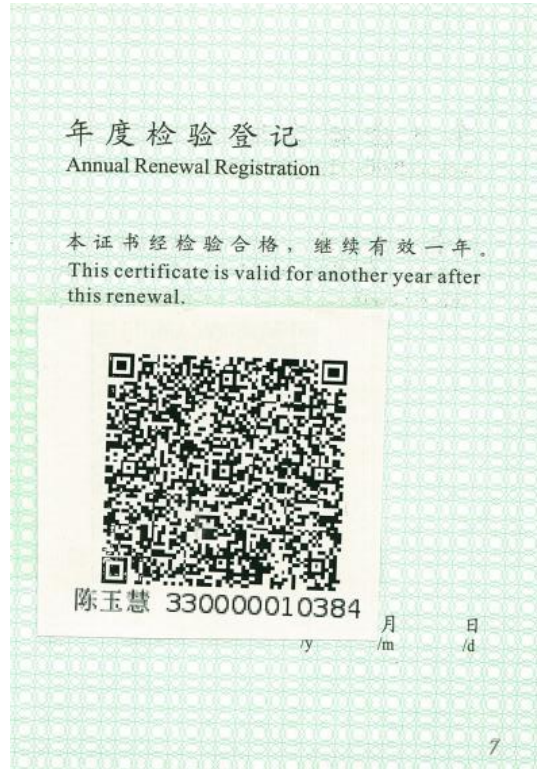 年度检验登记
Annual Renewal Registration
本证书经检验合格，继续有效一年。
This certificate is valid for another year after
this renewal.
陈玉慧 330000010384
月 日
/y /m /d
7